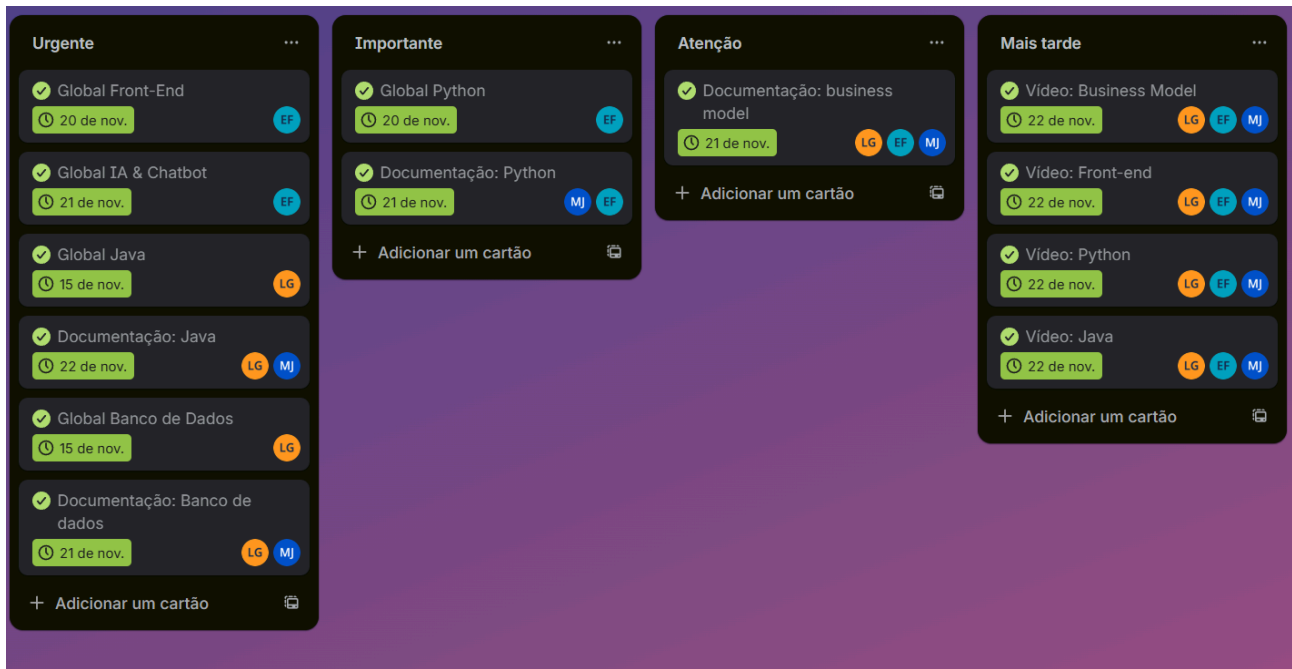 Urgente
Global Front-End
20 de nov.
EF
Global IA & Chatbot
21 de nov.
EF
Global Java
15 de nov.
LG
Documentação: Java
22 de nov.
LG MJ
Global Banco de Dados
15 de nov.
LG
Documentação: Banco de
dados
21 de nov.
LG MJ
Adicionar um cartão
Importante
Global Python
20 de nov.
EF
Documentação: Python
21 de nov.
MJ EF
Adicionar um cartão
Atenção
Documentação: business
model
21 de nov.
LG EF MJ
Adicionar um cartão
Mais tarde
Vídeo: Business Model
22 de nov.
LG EF MJ
Vídeo: Front-end
22 de nov.
LG EF MJ
Vídeo: Python
22 de nov.
LG EF MJ
Vídeo: Java
22 de nov.
LG EF MJ
Adicionar um cartão